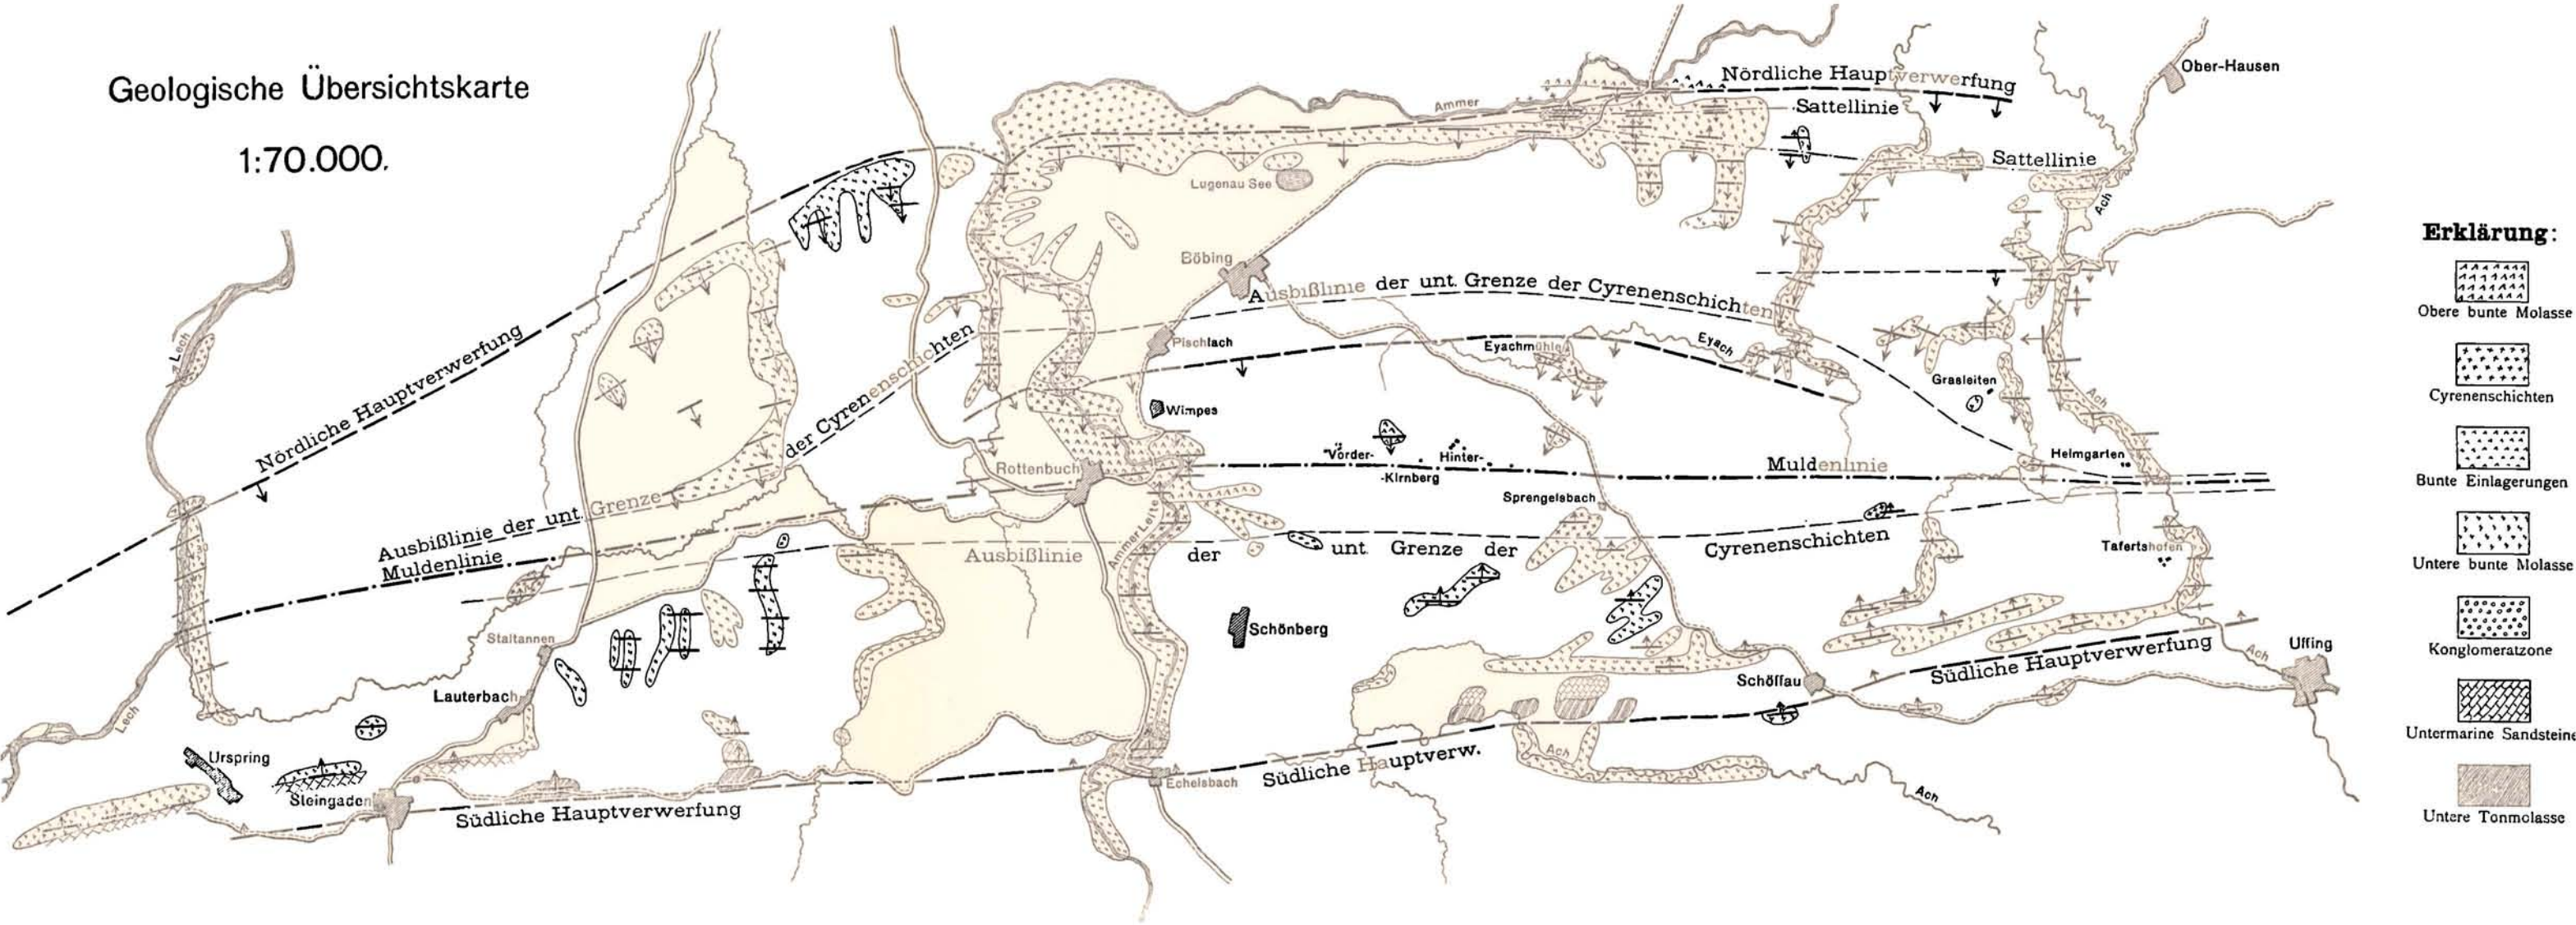 Geologische Übersichtskarte
1:70.000.
Nördliche Hauptverwerfung
Sattellinie
Sattellinie
Ober-Hausen
Ammer
Lugenau See
Ach
Böbing
Lech
Nördliche Hauptverwerfung
Ausbißlinie der unt. Grenze der Cyrenenschichten
Pischlach
Eyachmühle
Eyach
Grasleiten
Ach
Wimpes
Ausbißlinie der unt. Grenze der Cyrenenschichten
Muldenlinie
Rottenbuch
Vorder-
Hinter-
-Kirnberg
Muldenlinie
Helmgarten
Sprengelsbach
Ammer Leite
Ausbißlinie der unt. Grenze der Cyrenenschichten
Tafertshofen
Staltannen
Schönberg
Lauterbach
Lech
Schöffau
Südliche Hauptverwerfung
Ach
Uffing
Urspring
Steingaden
Südliche Hauptverwerfung
Echelsbach
Südliche Hauptverw.
Ach
Ach
Erklärung:
Obere bunte Molasse
Cyrenenschichten
Bunte Einlagerungen
Untere bunte Molasse
Konglomeratzone
Untermarine Sandsteine
Untere Tonmolasse